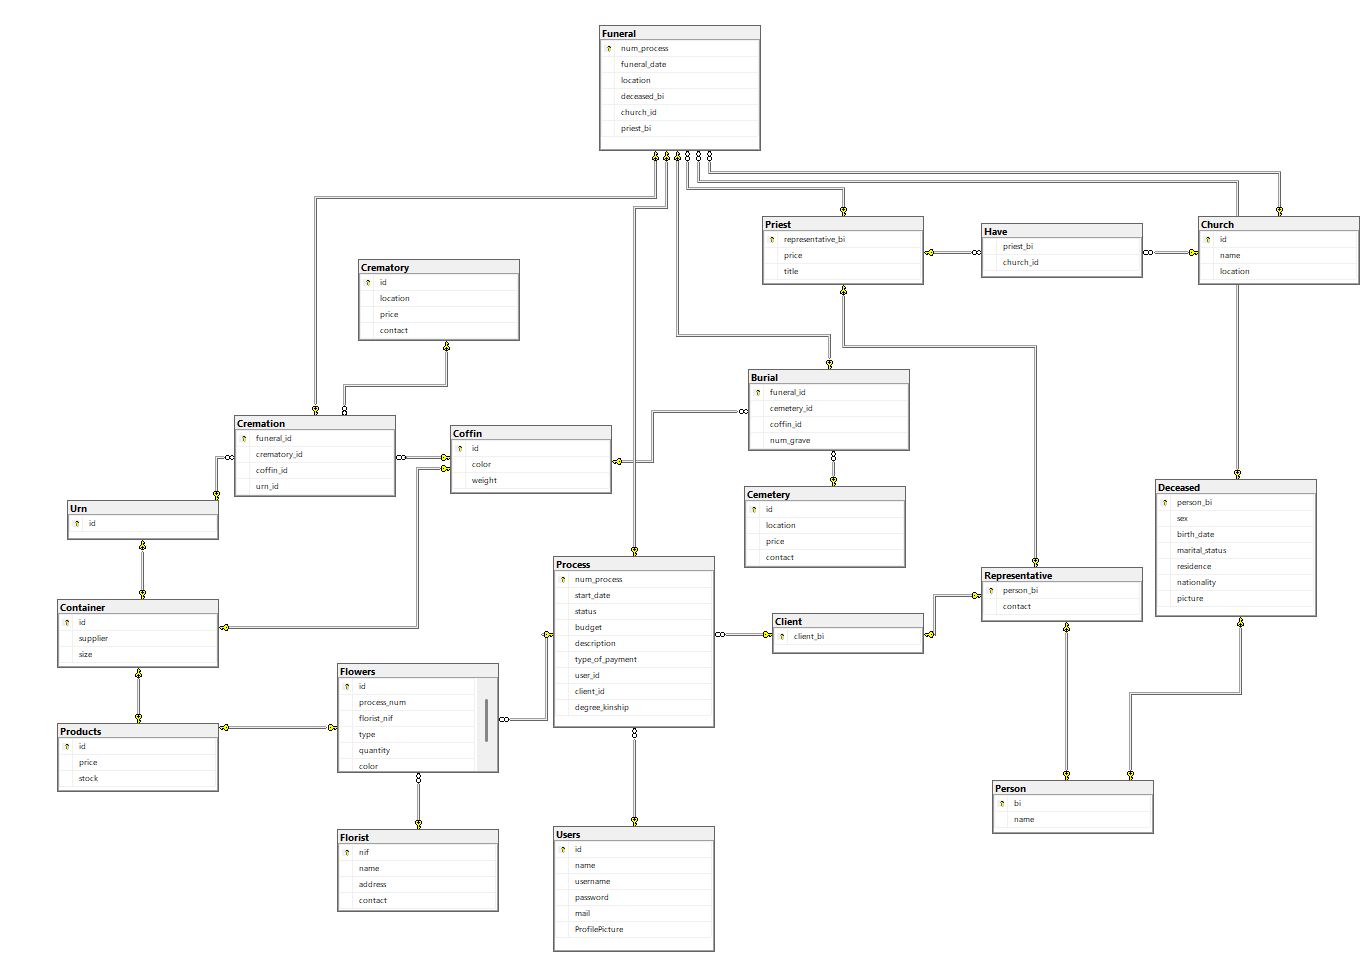 Funeral
num_process
funeral_date
location
deceased_bi
church_id
priest_bi
Priest
representative_bi
price
title
Have
priest_bi
church_id
Church
id
name
location
Crematory
id
location
price
contact
Burial
funeral_id
cemetery_id
coffin_id
num_grave
Cremation
funeral_id
crematory_id
coffin_id
urn_id
Coffin
id
color
weight
Cemetery
id
location
price
contact
Deceased
person_bi
sex
birth_date
marital_status
residence
nationality
picture
Urn
id
Process
num_process
start_date
status
budget
description
type_of_payment
user_id
client_id
degree_kinship
Representative
person_bi
contact
Container
id
supplier
size
Client
client_bi
Flowers
id
process_num
florist_nif
type
quantity
color
Products
id
price
stock
Person
bi
name
Florist
nif
name
address
contact
Users
id
name
username
password
mail
ProfilePicture